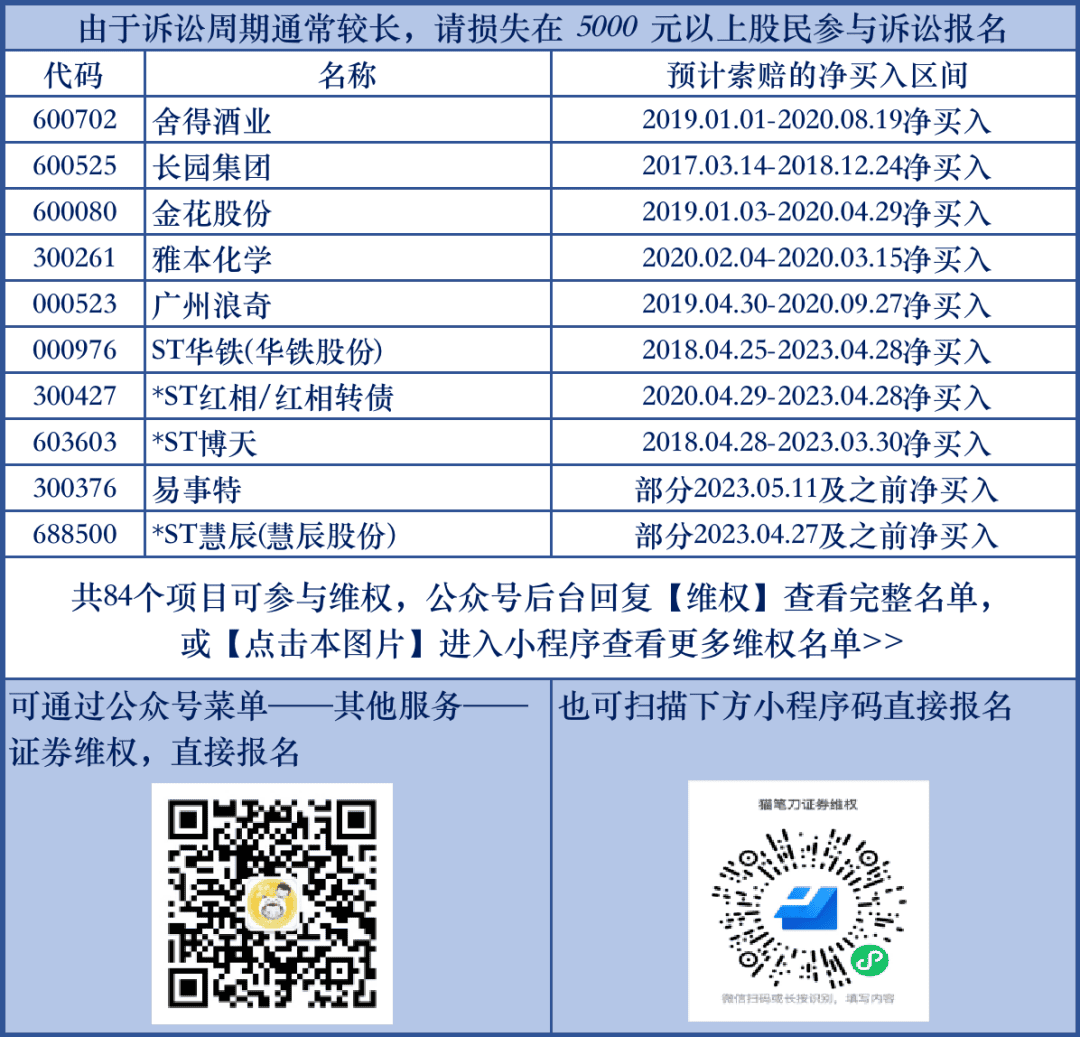 由于诉讼周期通常较长，请损失在 5000 元以上股民参与诉讼报名
代码 名称 预计索赔的净买入区间
600702 舍得酒业 2019.01.01-2020.08.19净买入
600525 长园集团 2017.03.14-2018.12.24净买入
600080 金花股份 2019.01.03-2020.04.29净买入
300261 雅本化学 2020.02.04-2020.03.15净买入
000523 广州浪奇 2019.04.30-2020.09.27净买入
000976 ST华铁(华铁股份) 2018.04.25-2023.04.28净买入
300427 *ST红相/红相转债 2020.04.29-2023.04.28净买入
603603 *ST博天 2018.04.28-2023.03.30净买入
300376 易事特 部分2023.05.11及之前净买入
688500 *ST慧辰(慧辰股份) 部分2023.04.27及之前净买入
共84个项目可参与维权，公众号后台回复【维权】查看完整名单，
或【点击本图片】进入小程序查看更多维权名单>>
可通过公众号菜单——其他服务——
证券维权，直接报名
也可扫描下方小程序码直接报名
猫笔刀证券维权
微信扫码或长按识别，填写内容